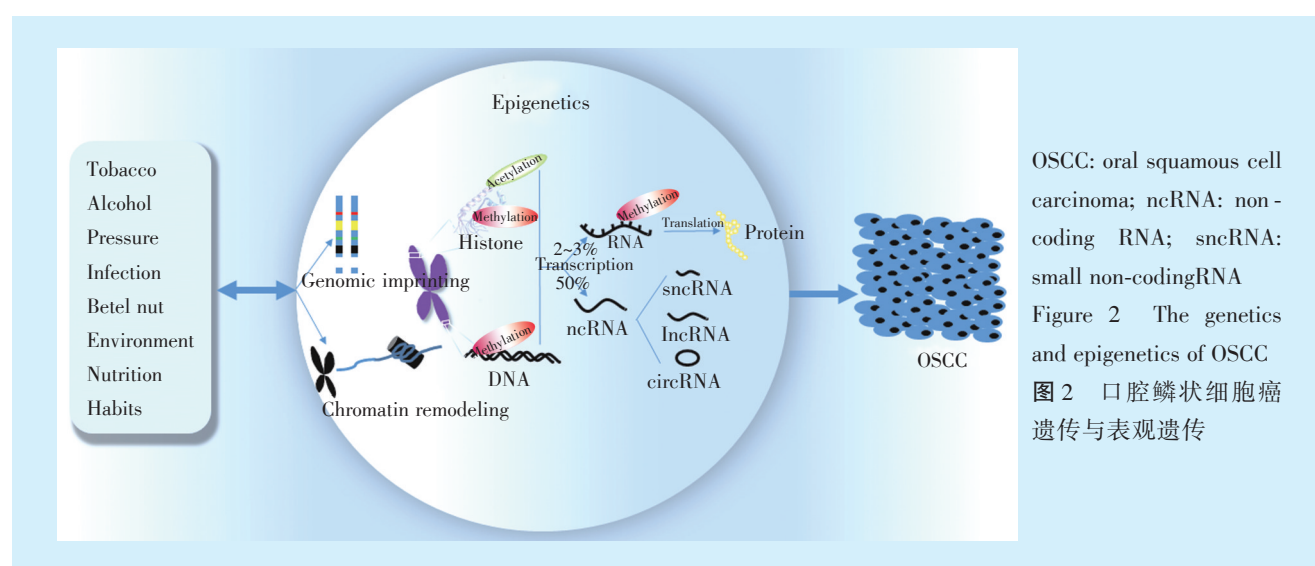 Epigenetics
Tobacco
Alcohol
Pressure
Infection
Betel nut
Environment
Nutrition
Habits
Genomic imprinting
Chromatin remodeling
Acetylation
Methylation
Histone
Methylation
DNA
2~3%
Transcription
50%
Methylation
RNA
Translation
Protein
ncRNA
sncRNA
lncRNA
circRNA
OSCC
OSCC: oral squamous cell
carcinoma; ncRNA: non-
coding RNA; sncRNA:
small non-codingRNA
Figure 2 The genetics
and epigenetics of OSCC
图 2 口腔鳞状细胞癌
遗传与表观遗传